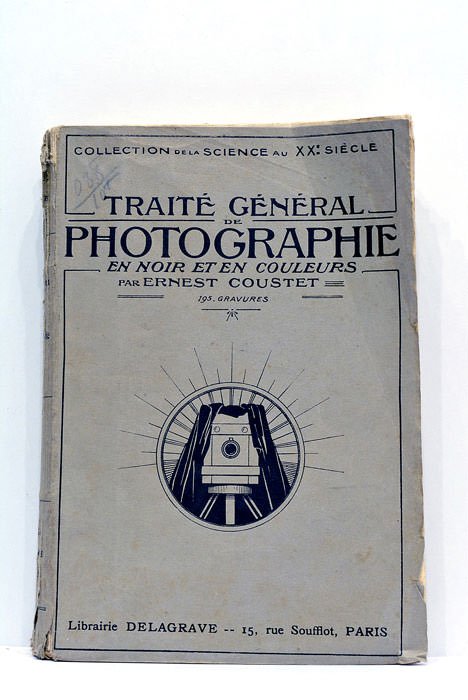 COLLECTION DE LA SCIENCE AU XXE SIÈCLE
TRAITÉ GÉNÉRAL
DE
PHOTOGRAPHIE
EN NOIR ET EN COULEURS
PAR ERNEST COUSTET
195. GRAVURES
Librairie DELAGRAVE -- 15, rue Soufflot, PARIS